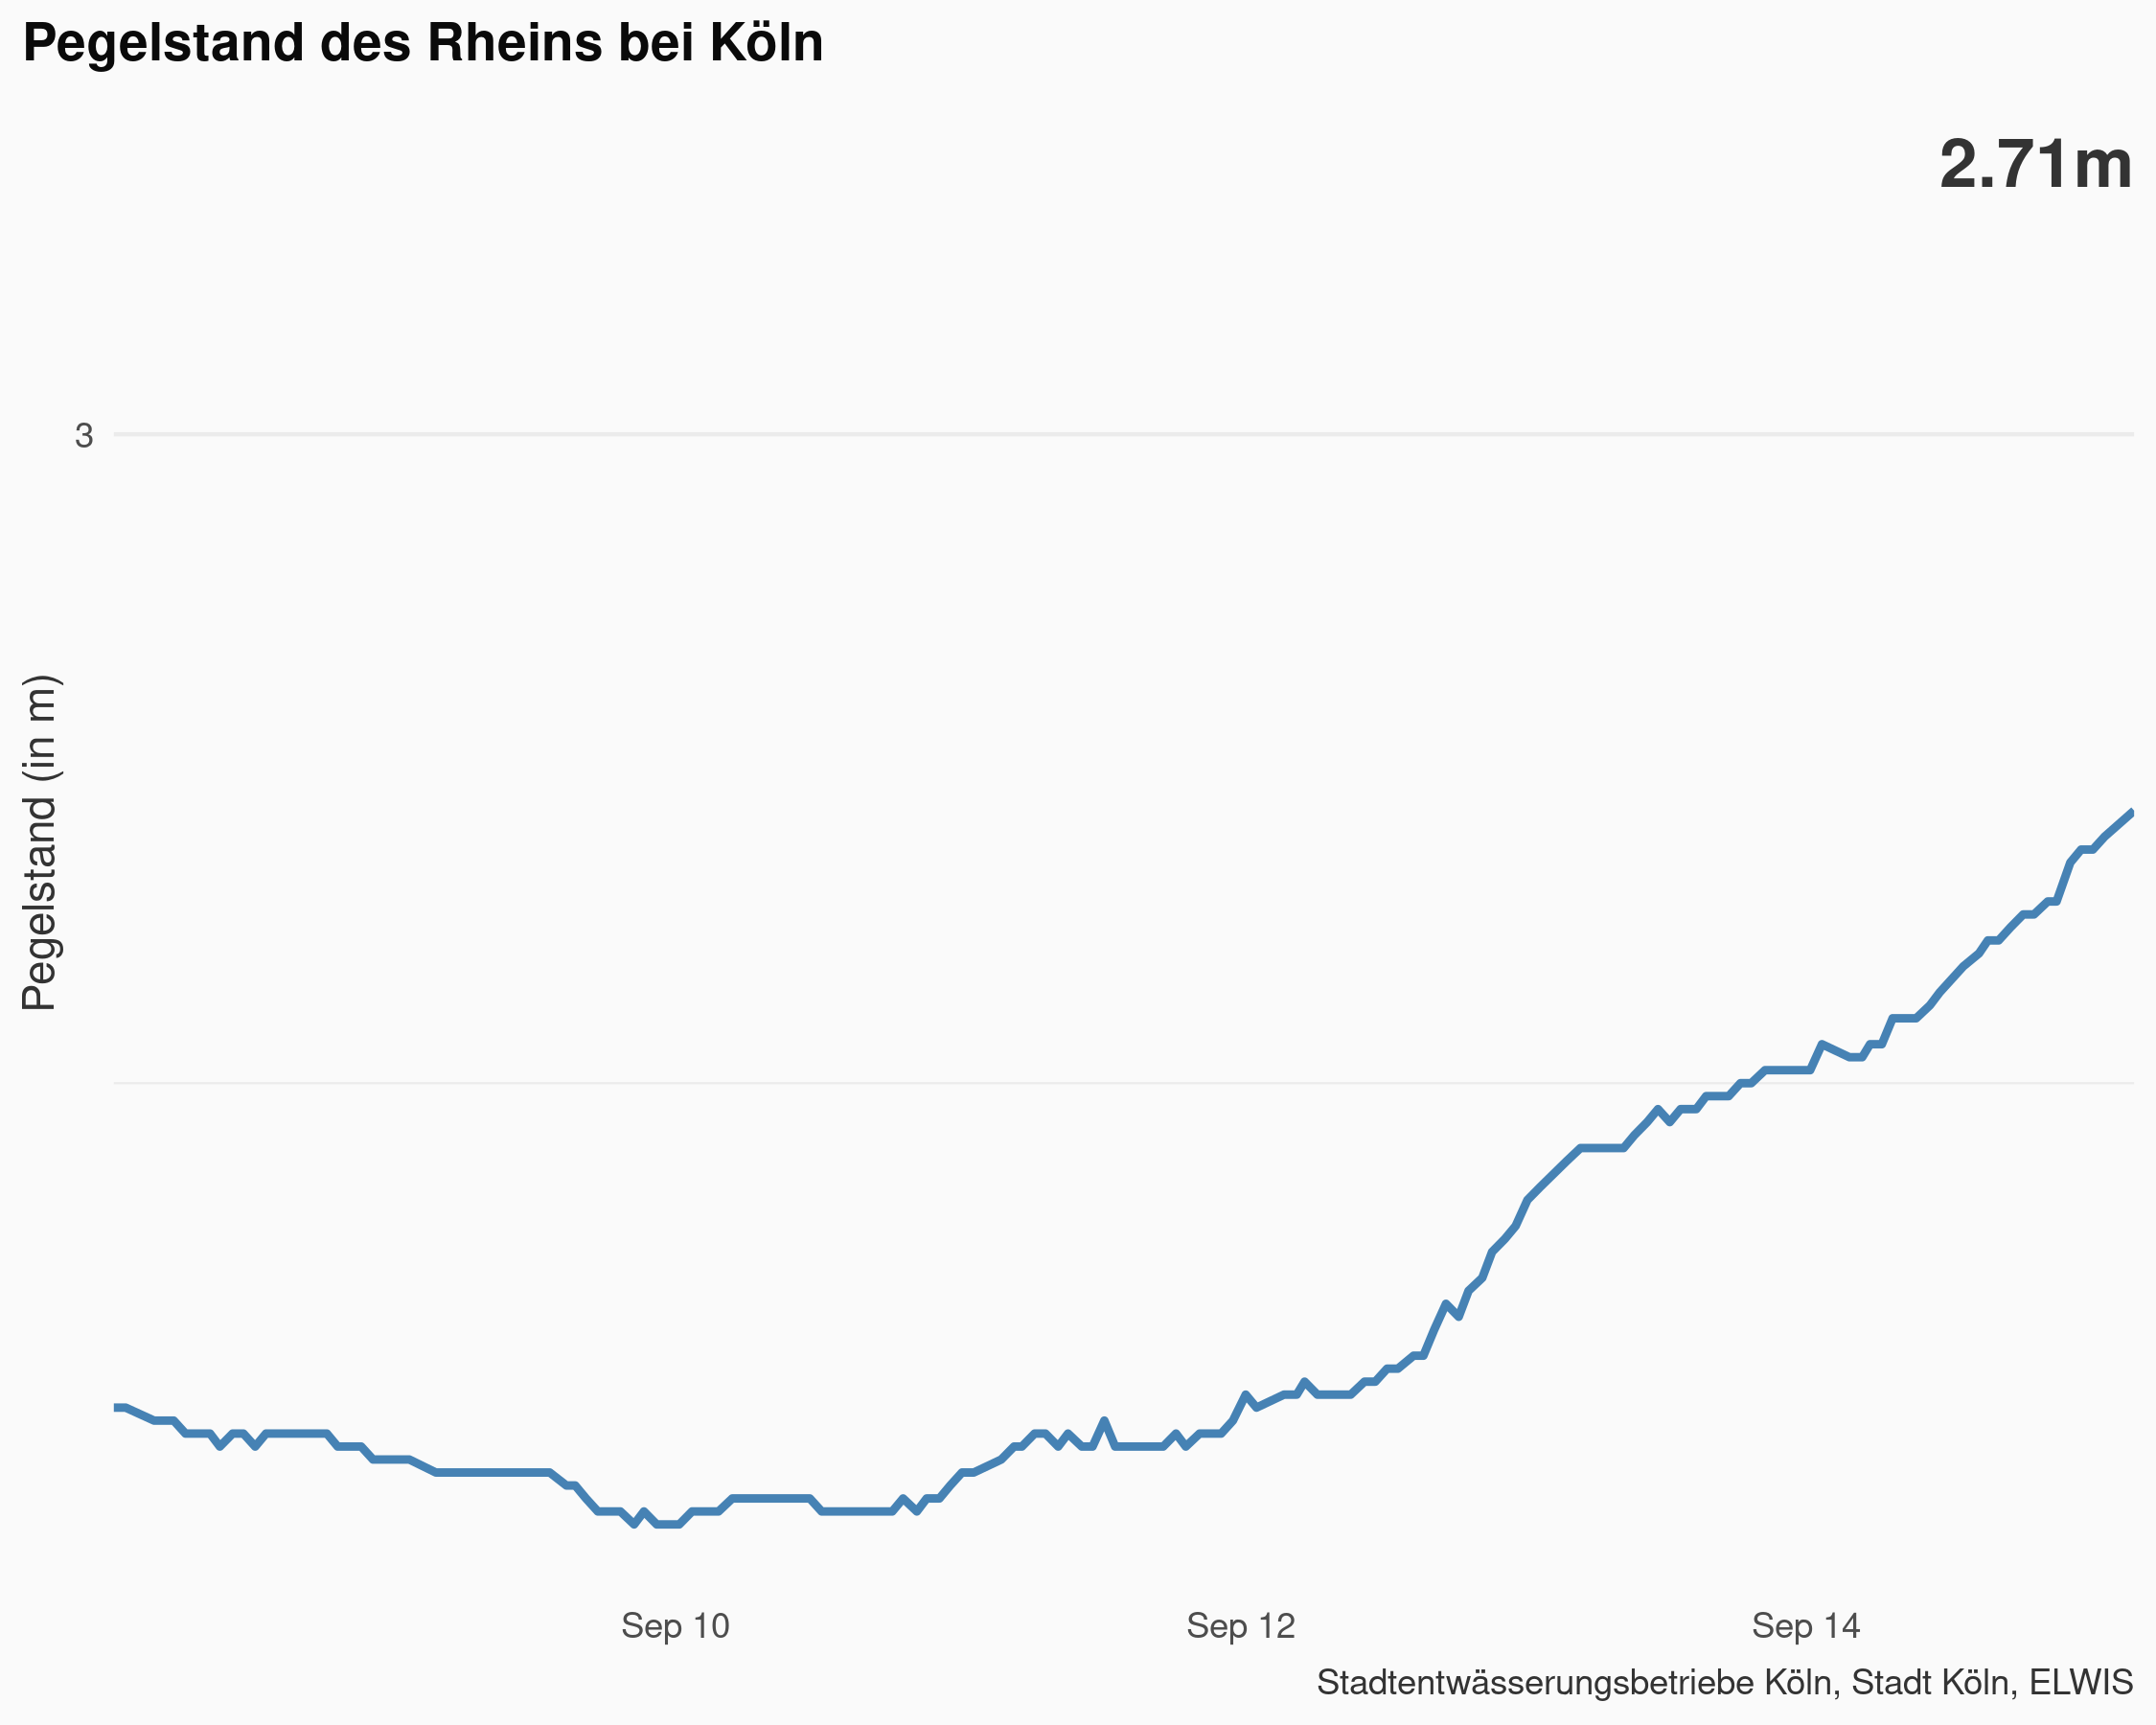 Pegelstand des Rheins bei Köln
2.71m
3
Pegelstand (in m)
Sep 10
Sep 12
Sep 14
Stadtentwässerungsbetriebe Köln, Stadt Köln, ELWIS